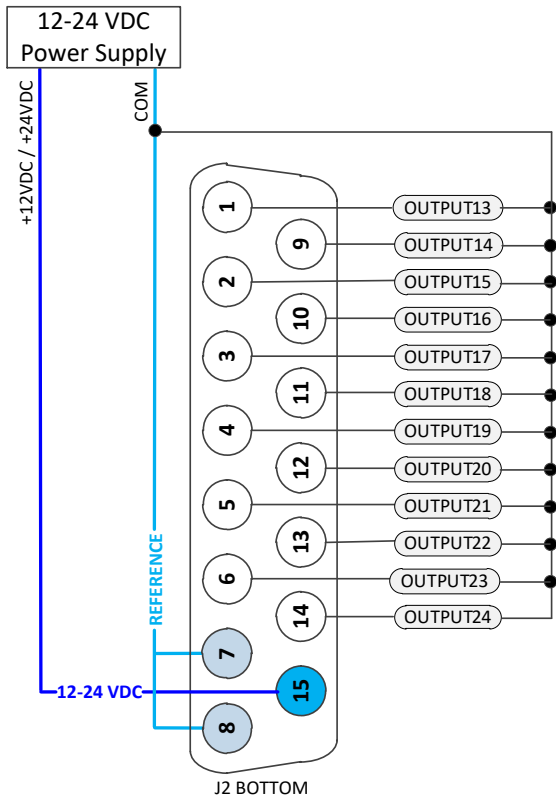 12-24 VDC
Power Supply
+12VDC / +24VDC
COM
1
OUTPUT13
9
OUTPUT14
2
OUTPUT15
10
OUTPUT16
3
OUTPUT17
11
OUTPUT18
4
OUTPUT19
12
OUTPUT20
5
OUTPUT21
13
OUTPUT22
6
OUTPUT23
14
OUTPUT24
REFERENCE
7
12-24 VDC
15
8
J2 BOTTOM